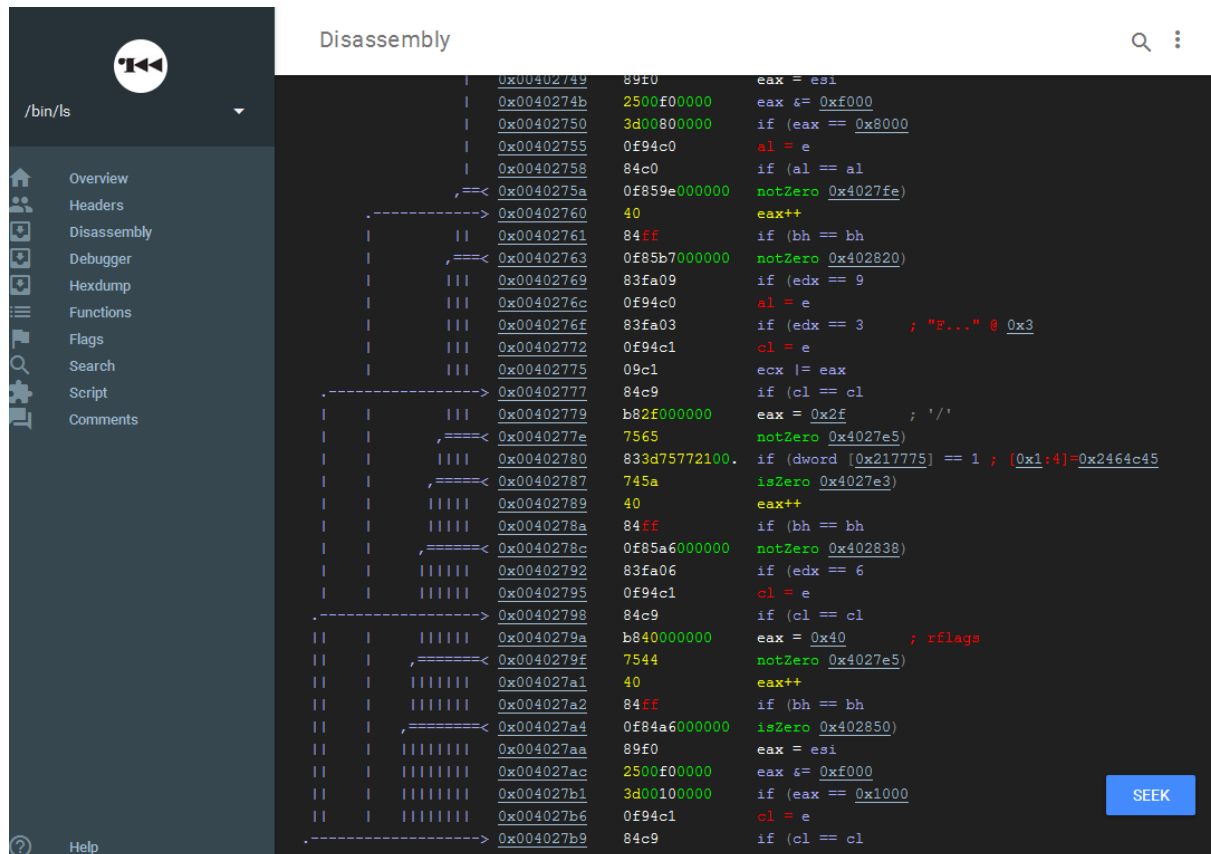 Disassembly
/bin/ls
Overview
Headers
Disassembly
Debugger
Hexdump
Functions
Flags
Search
Script
Comments
Help
0x00402749 89f0 eax = esi
0x0040274b 2500f00000 eax &= 0xf000
0x00402750 3d00800000 if (eax == 0x8000
0x00402755 0f94c0 al = e
0x00402758 84c0 if (al == al
,==< 0x0040275a 0f859e000000 notZero 0x4027fe)
.------------> 0x00402760 40 eax++
0x00402761 84ff if (bh == bh
,===< 0x00402763 0f85b7000000 notZero 0x402820)
0x00402769 83fa09 if (edx == 9
0x0040276c 0f94c0 al = e
0x0040276f 83fa03 if (edx == 3 ; "F..." @ 0x3
0x00402772 0f94c1 cl = e
0x00402775 09c1 ecx |= eax
.-----------------> 0x00402777 84c9 if (cl == cl
0x00402779 b82f000000 eax = 0x2f ; '/'
,====< 0x0040277e 7565 notZero 0x4027e5)
0x00402780 833d75772100. if (dword [0x217775] == 1 ; [0x1:4]=0x2464c45
,=====< 0x00402787 745a isZero 0x4027e3)
0x00402789 40 eax++
0x0040278a 84ff if (bh == bh
,======< 0x0040278c 0f85a6000000 notZero 0x402838)
0x00402792 83fa06 if (edx == 6
0x00402795 0f94c1 cl = e
.------------------> 0x00402798 84c9 if (cl == cl
0x0040279a b840000000 eax = 0x40 ; rflags
,=======< 0x0040279f 7544 notZero 0x4027e5)
0x004027a1 40 eax++
0x004027a2 84ff if (bh == bh
,========< 0x004027a4 0f84a6000000 isZero 0x402850)
0x004027aa 89f0 eax = esi
0x004027ac 2500f00000 eax &= 0xf000
0x004027b1 3d00100000 if (eax == 0x1000
0x004027b6 0f94c1 cl = e
.-------------------> 0x004027b9 84c9 if (cl == cl
SEEK